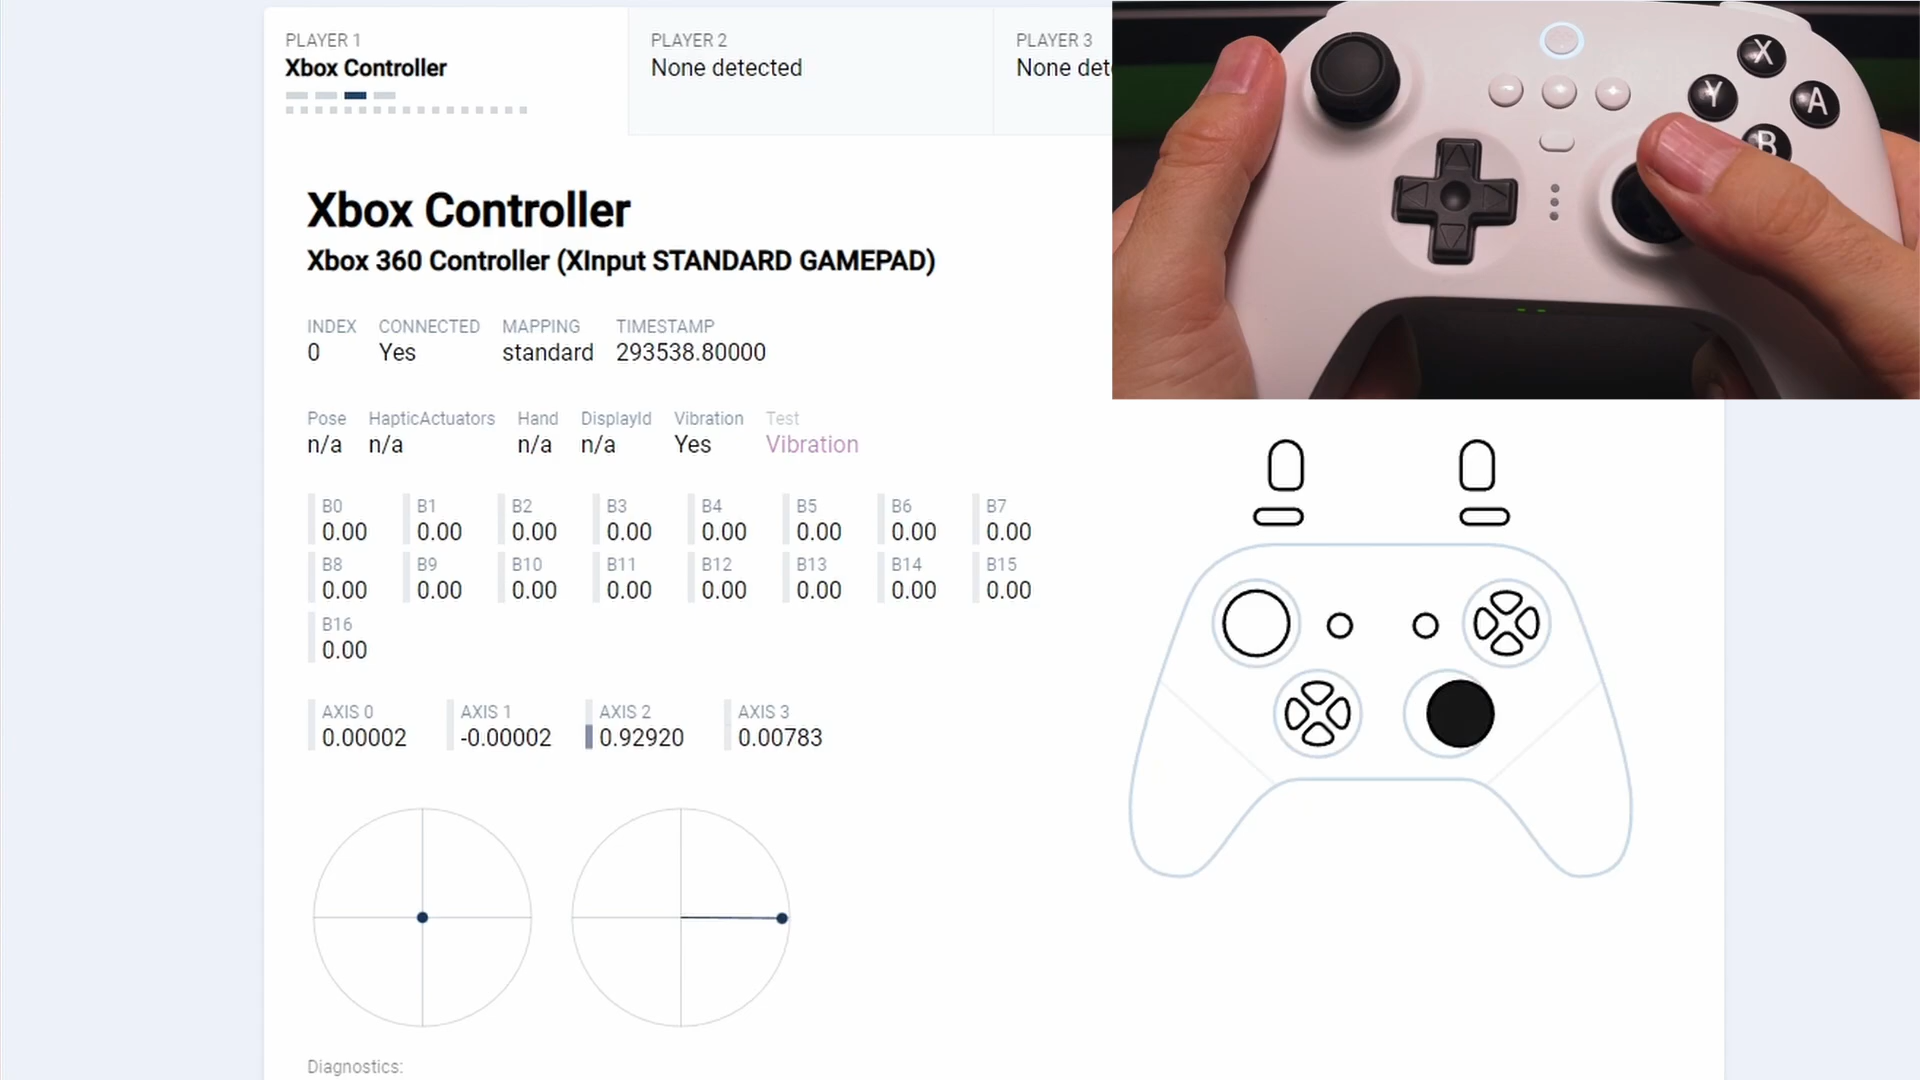 PLAYER 1
Xbox Controller
PLAYER 2
None detected
PLAYER 3
None det
X
Y
A
B
Xbox Controller
Xbox 360 Controller (XInput STANDARD GAMEPAD)
INDEX CONNECTED MAPPING TIMESTAMP
0 Yes standard 293538.80000
Pose HapticActuators Hand DisplayId Vibration Test
n/a n/a n/a n/a Yes Vibration
B0 B1 B2 B3 B4 B5 B6 B7
0.00 0.00 0.00 0.00 0.00 0.00 0.00 0.00
B8 B9 B10 B11 B12 B13 B14 B15
0.00 0.00 0.00 0.00 0.00 0.00 0.00 0.00
B16
0.00
AXIS 0 AXIS 1 AXIS 2 AXIS 3
0.00002 -0.00002 0.92920 0.00783
Diagnostics: